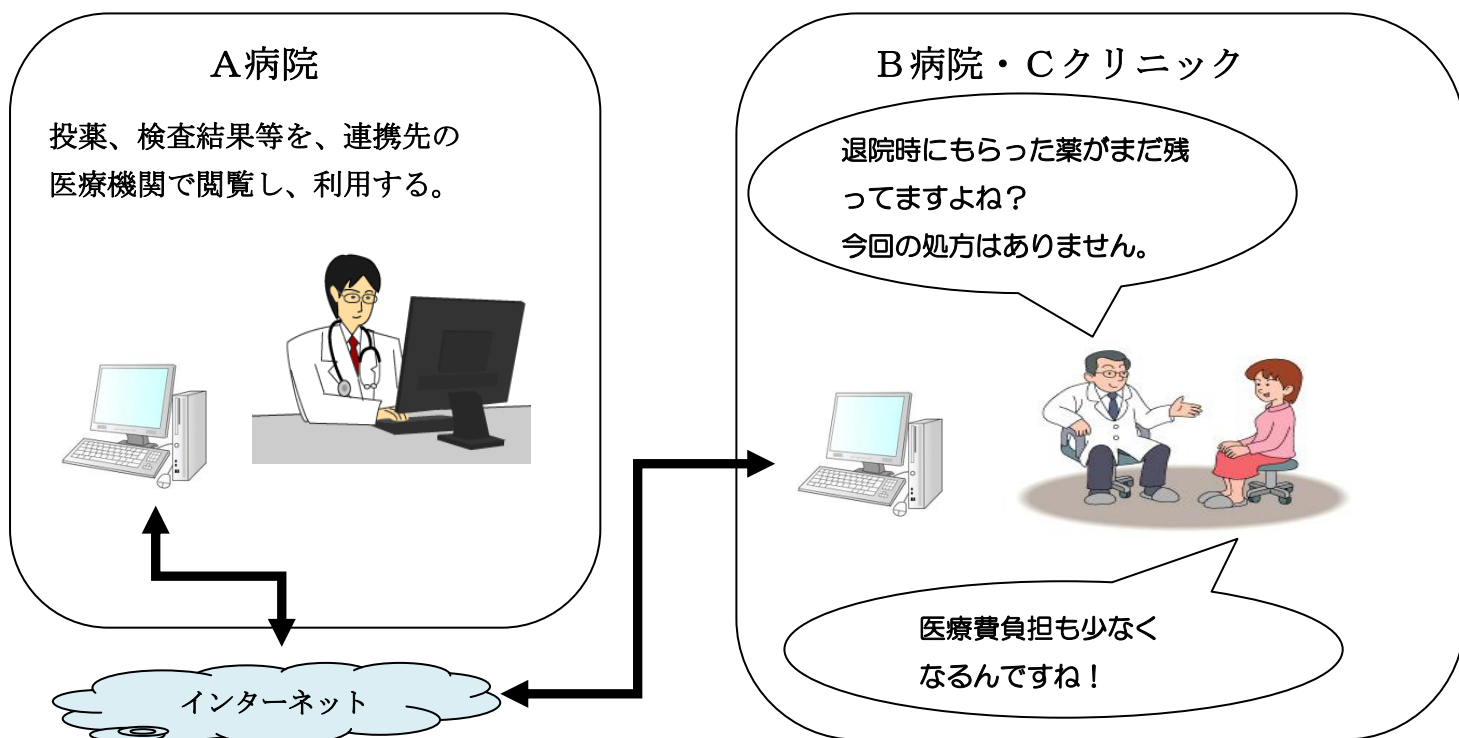 A病院
投薬、検査結果等を、連携先の
医療機関で閲覧し、利用する。
B病院・Cクリニック
退院時にもらった薬がまだ残
ってますよね？
今回の処方はありません。
医療費負担も少なく
なるんですね！
インターネット